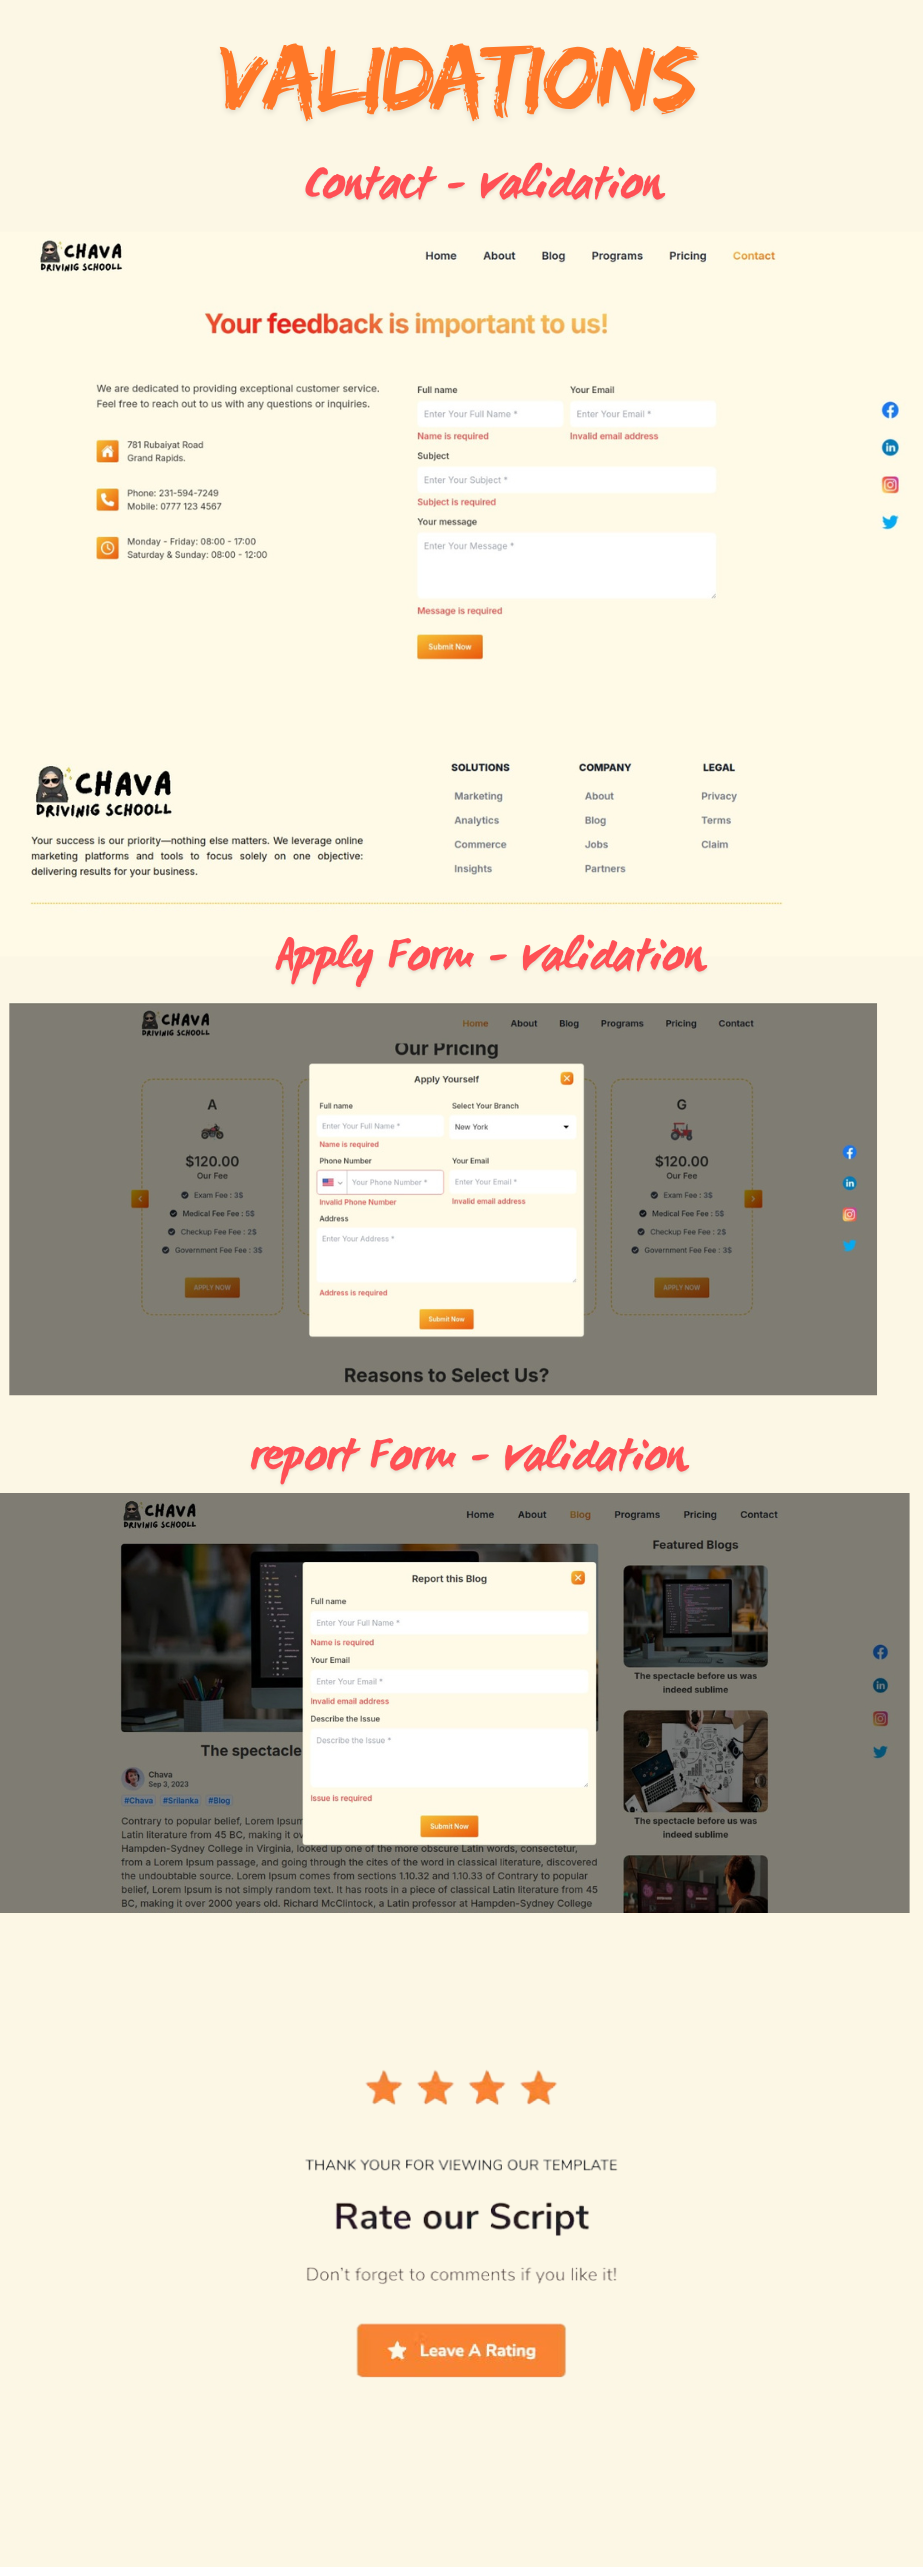 VALIDATIONS
Contact - validation
CHAVA
DRIVINIG SCHOOLL
Home About Blog Programs Pricing Contact
Your feedback is important to us!
We are dedicated to providing exceptional customer service.
Feel free to reach out to us with any questions or inquiries.
781 Rubaiyat Road
Grand Rapids.
Phone: 231-594-7249
Mobile: 0777 123 4567
Monday - Friday: 08:00 - 17:00
Saturday & Sunday: 08:00 - 12:00
Full name Your Email
Enter Your Full Name * Enter Your Email *
Name is required Invalid email address
Subject
Enter Your Subject *
Subject is required
Your message
Enter Your Message *
Message is required
Submit Now
CHAVA
DRIVINIG SCHOOLL
Your success is our priority—nothing else matters. We leverage online
marketing platforms and tools to focus solely on one objective:
delivering results for your business.
SOLUTIONS
Marketing
Analytics
Commerce
Insights
COMPANY
About
Blog
Jobs
Partners
LEGAL
Privacy
Terms
Claim
Apply Form - validation
CHAVA
DRIVINIG SCHOOLL
Home About Blog Programs Pricing Contact
Our Pricing
A
$120.00
Our Fee
Exam Fee : 3$
Medical Fee Fee : 5$
Checkup Fee Fee : 2$
Government Fee Fee : 3$
APPLY NOW
Apply Yourself
Full name Select Your Branch
Enter Your Full Name * New York
Name is required
Phone Number Your Email
Your Phone Number * Enter Your Email *
Invalid Phone Number Invalid email address
Address
Enter Your Address *
Address is required
Submit Now
G
$120.00
Our Fee
Exam Fee : 3$
Medical Fee Fee : 5$
Checkup Fee Fee : 2$
Government Fee Fee : 3$
APPLY NOW
Reasons to Select Us?
report Form - validation
CHAVA
DRIVINIG SCHOOLL
Home About Blog Programs Pricing Contact
Report this Blog
Full name
Enter Your Full Name *
Name is required
Your Email
Enter Your Email *
Invalid email address
Describe the Issue
Describe the Issue *
Issue is required
Submit Now
The spectacle
Chava
Sep 3, 2023
#Chava #Srilanka #Blog
Contrary to popular belief, Lorem Ipsum
Latin literature from 45 BC, making it ov
Hampden-Sydney College in Virginia, looked up one of the more obscure Latin words, consectetur,
from a Lorem Ipsum passage, and going through the cites of the word in classical literature, discovered
the undoubtable source. Lorem Ipsum comes from sections 1.10.32 and 1.10.33 of Contrary to popular
belief, Lorem Ipsum is not simply random text. It has roots in a piece of classical Latin literature from 45
BC, making it over 2000 years old. Richard McClintock, a Latin professor at Hampden-Sydney College
Featured Blogs
The spectacle before us was
indeed sublime
The spectacle before us was
indeed sublime
THANK YOUR FOR VIEWING OUR TEMPLATE
Rate our Script
Don't forget to comments if you like it!
Leave A Rating